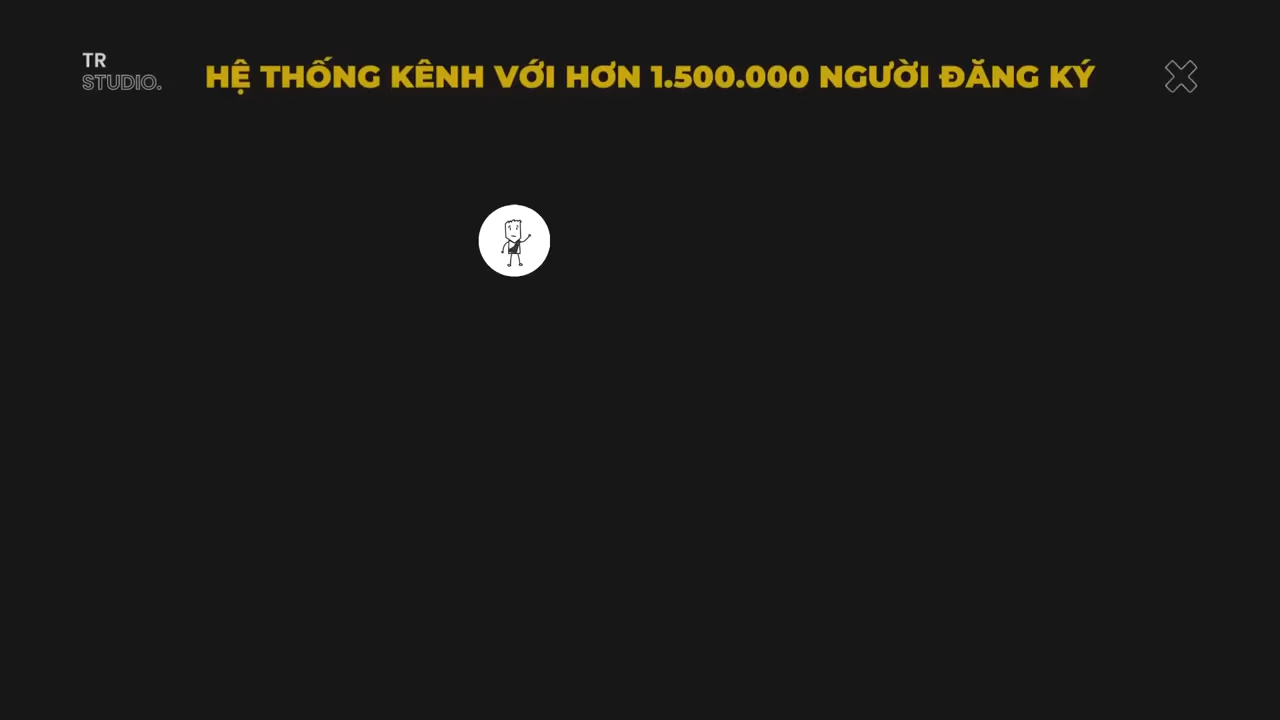 TR
STUDIO.
HỆ THỐNG KÊNH VỚI HƠN 1.500.000 NGƯỜI ĐĂNG KÝ